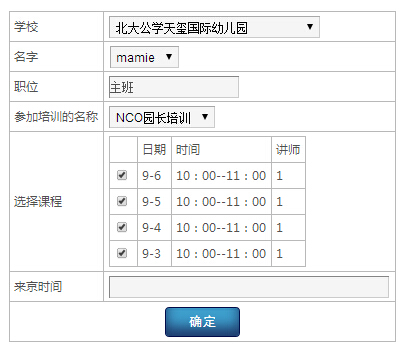 学校 北大公学天玺国际幼儿园
名字 mamie
职位 主班
参加培训的名称 NCO园长培训
选择课程
日期 时间 讲师
9-6 10：00--11：00 1
9-5 10：00--11：00 1
9-4 10：00--11：00 1
9-3 10：00--11：00 1
来京时间
确定